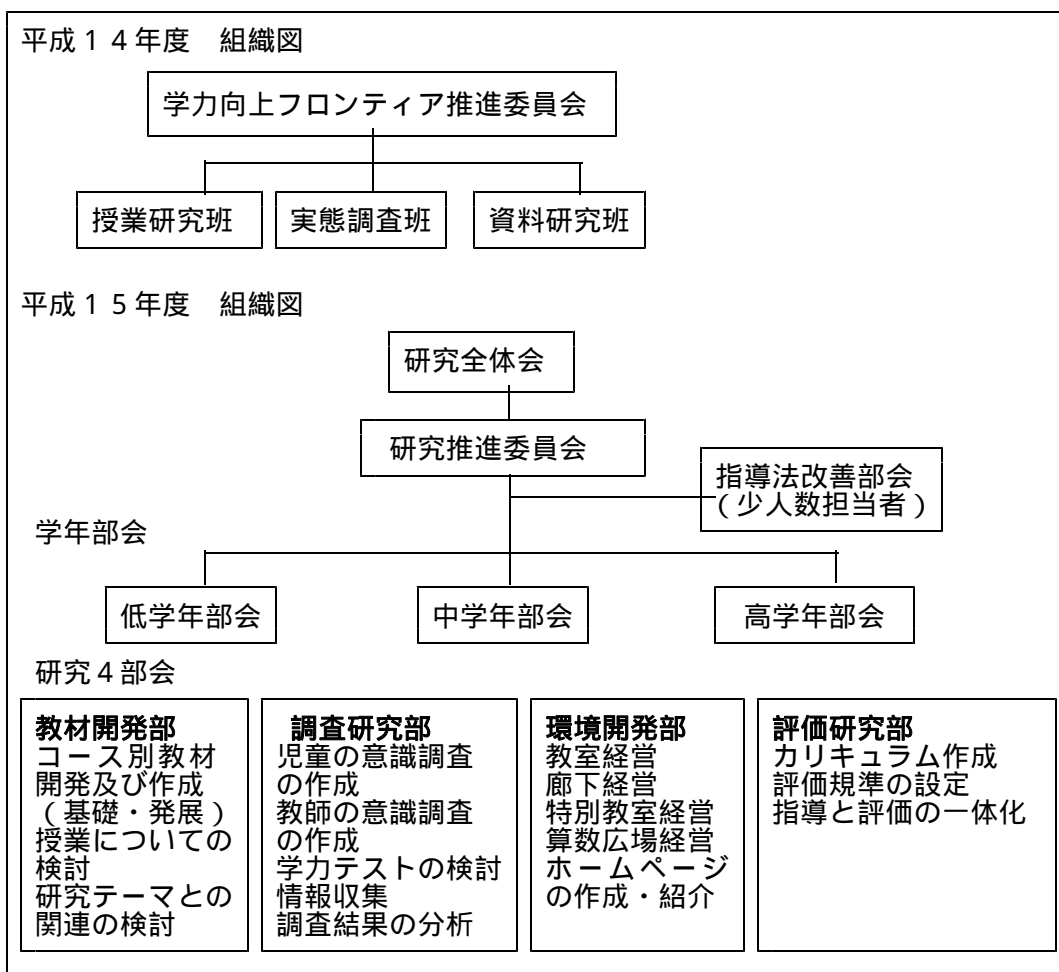 平成１４年度　組織図
学力向上フロンティア推進委員会
授業研究班
実態調査班
資料研究班
平成１５年度　組織図
研究全体会
研究推進委員会
指導法改善部会
（少人数担当者）
学年部会
低学年部会
中学年部会
高学年部会
研究４部会
教材開発部
コース別教材
開発及び作成
（基礎・発展）
授業についての
検討
研究テーマとの
関連の検討
調査研究部
児童の意識調査
の作成
教師の意識調査
の作成
学力テストの検討
情報収集
調査結果の分析
環境開発部
教室経営
廊下経営
特別教室経営
算数広場経営
ホームページ
の作成・紹介
評価研究部
カリキュラム作成
評価規準の設定
指導と評価の一体化